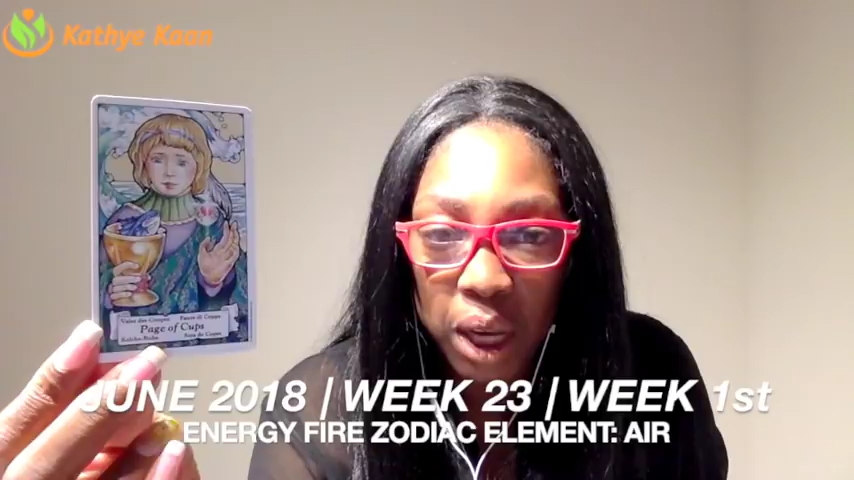 Kathye Kaan
Valet des Coupes Fante di Coppe
Page of Cups
Kelche-Bube Sota de Copas
JUNE 2018 | WEEK 23 | WEEK 1st
ENERGY FIRE ZODIAC ELEMENT: AIR